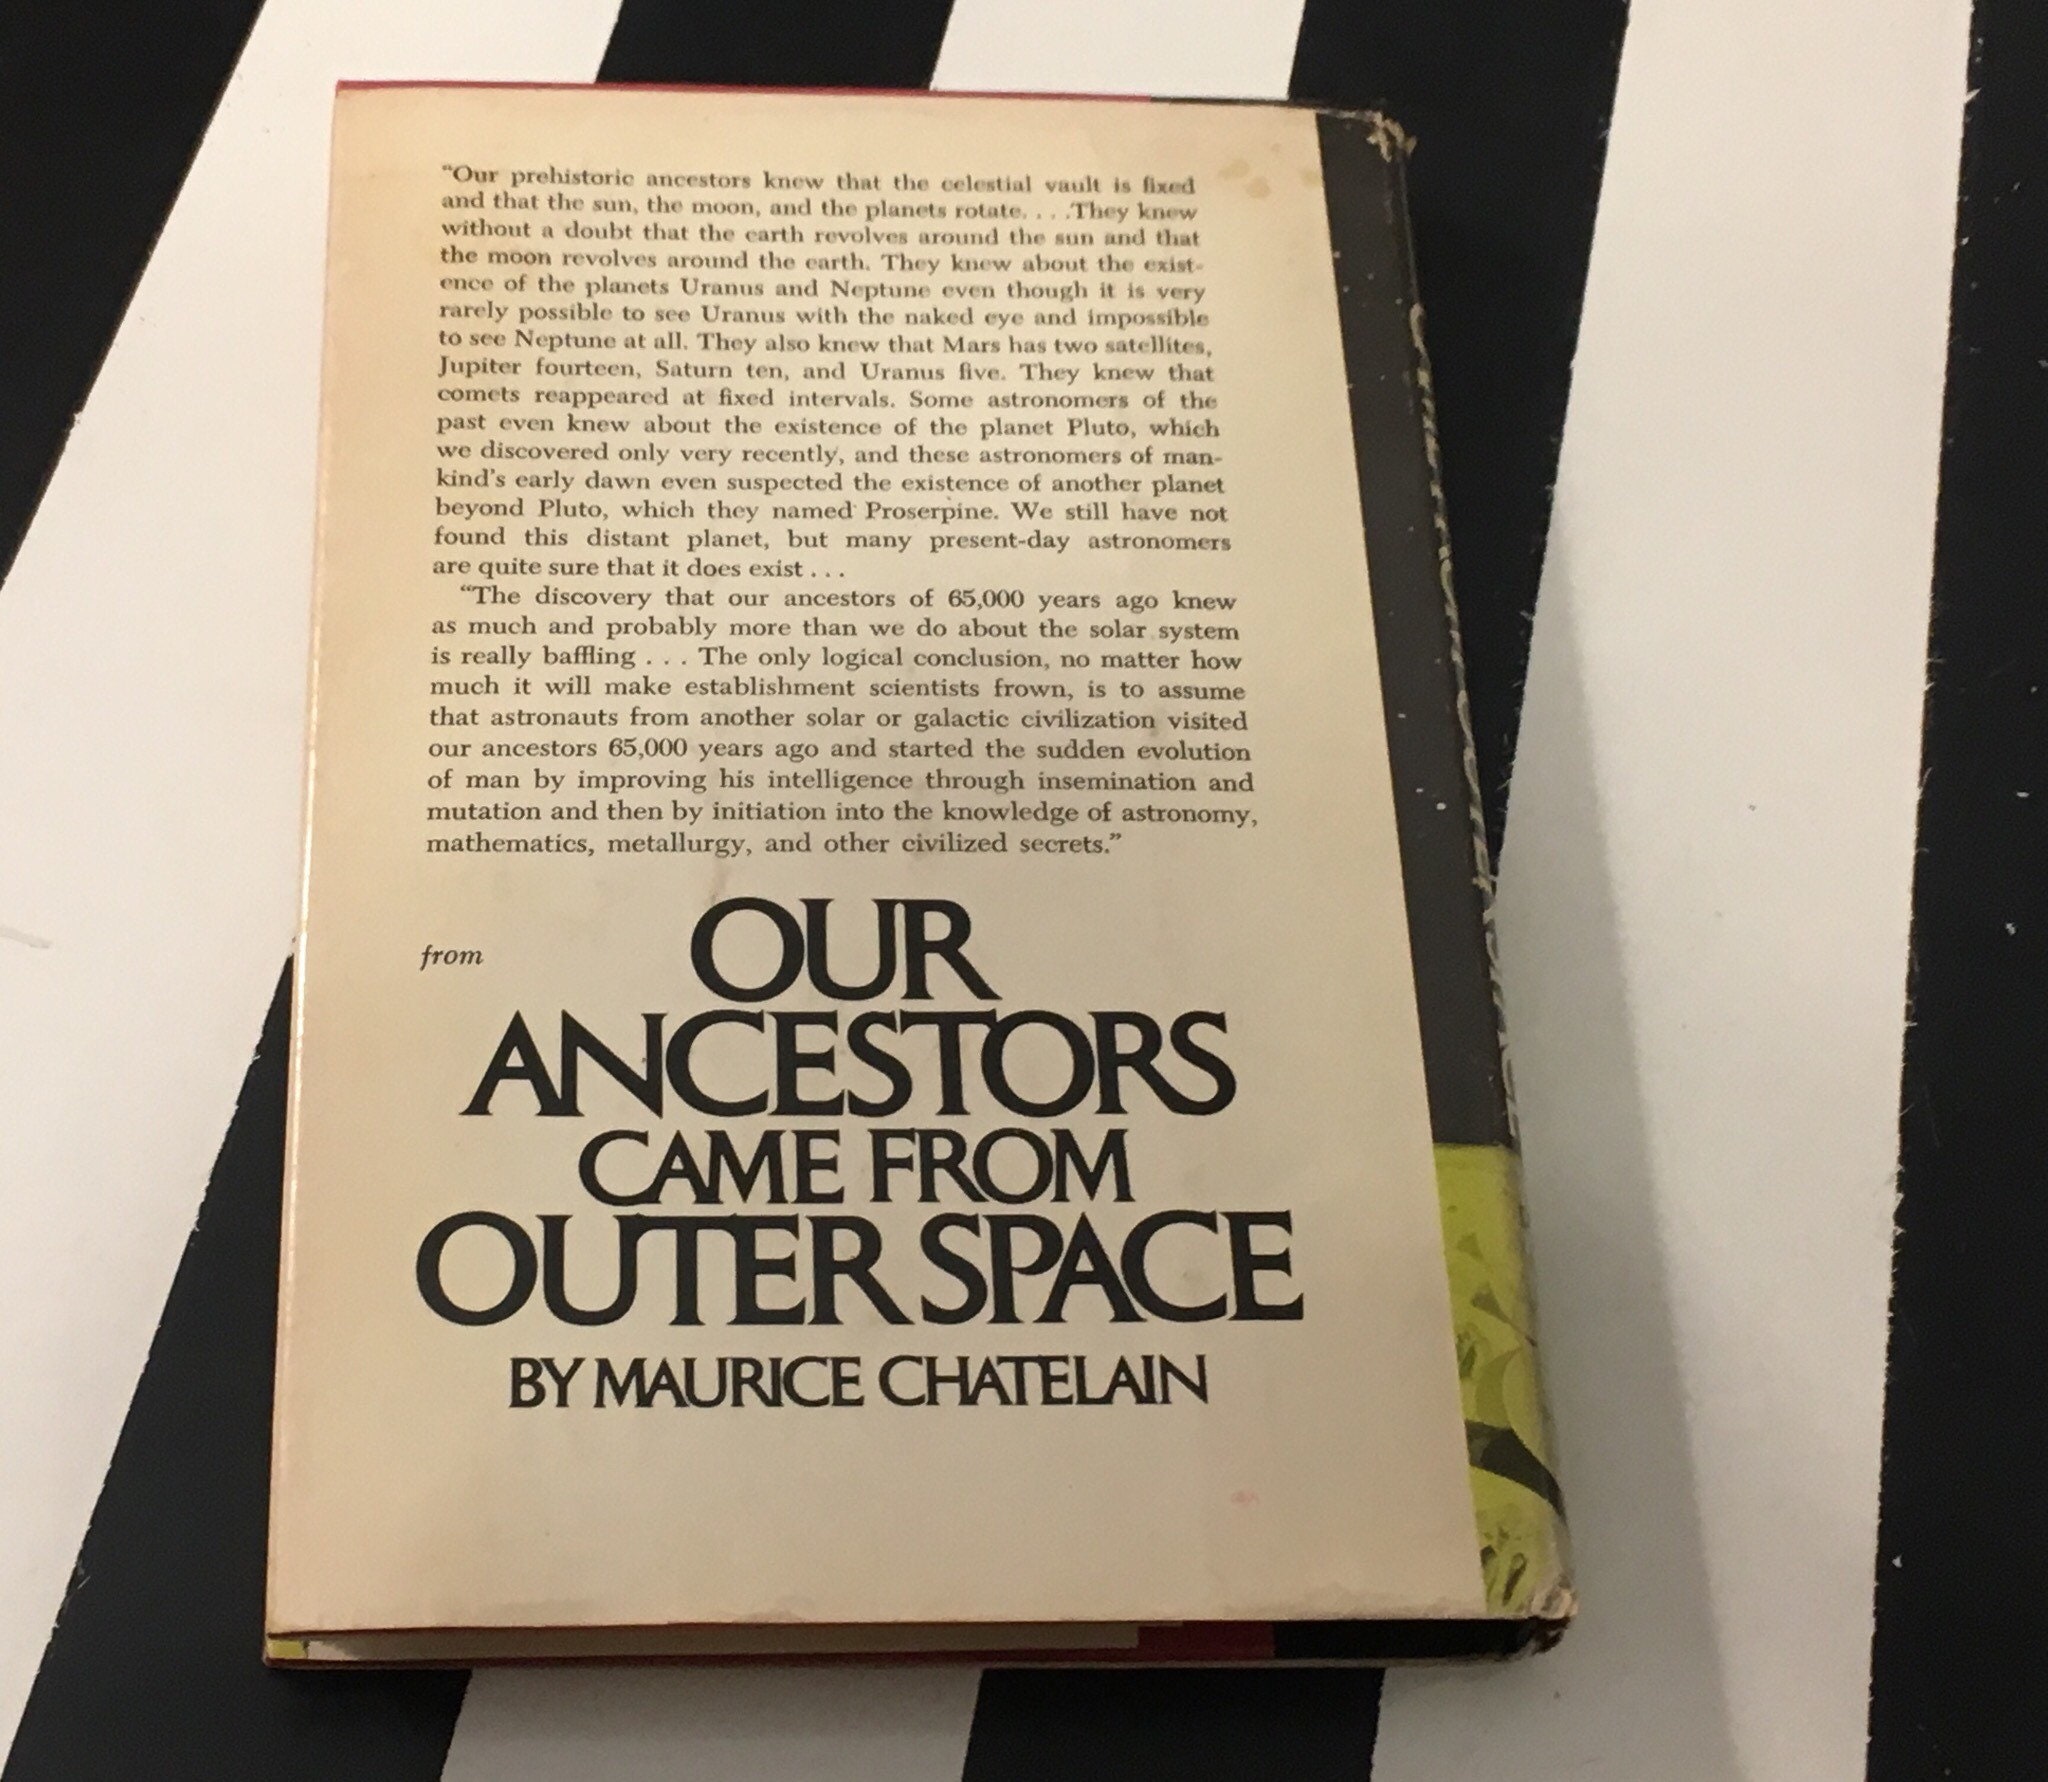 “Our prehistoric ancestors knew that the celestial vault is fixed
and that the sun, the moon, and the planets rotate. . . .They knew
without a doubt that the earth revolves around the sun and that
the moon revolves around the earth. They knew about the exist-
ence of the planets Uranus and Neptune even though it is very
rarely possible to see Uranus with the naked eye and impossible
to see Neptune at all. They also knew that Mars has two satellites,
Jupiter fourteen, Saturn ten, and Uranus five. They knew that
comets reappeared at fixed intervals. Some astronomers of the
past even knew about the existence of the planet Pluto, which
we discovered only very recently, and these astronomers of man-
kind’s early dawn even suspected the existence of another planet
beyond Pluto, which they named Proserpine. We still have not
found this distant planet, but many present-day astronomers
are quite sure that it does exist . . .
“The discovery that our ancestors of 65,000 years ago knew
as much and probably more than we do about the solar system
is really baffling . . . The only logical conclusion, no matter how
much it will make establishment scientists frown, is to assume
that astronauts from another solar or galactic civilization visited
our ancestors 65,000 years ago and started the sudden evolution
of man by improving his intelligence through insemination and
mutation and then by initiation into the knowledge of astronomy,
mathematics, metallurgy, and other civilized secrets.”
from OUR
ANCESTORS
CAME FROM
OUTER SPACE
BY MAURICE CHATELAIN